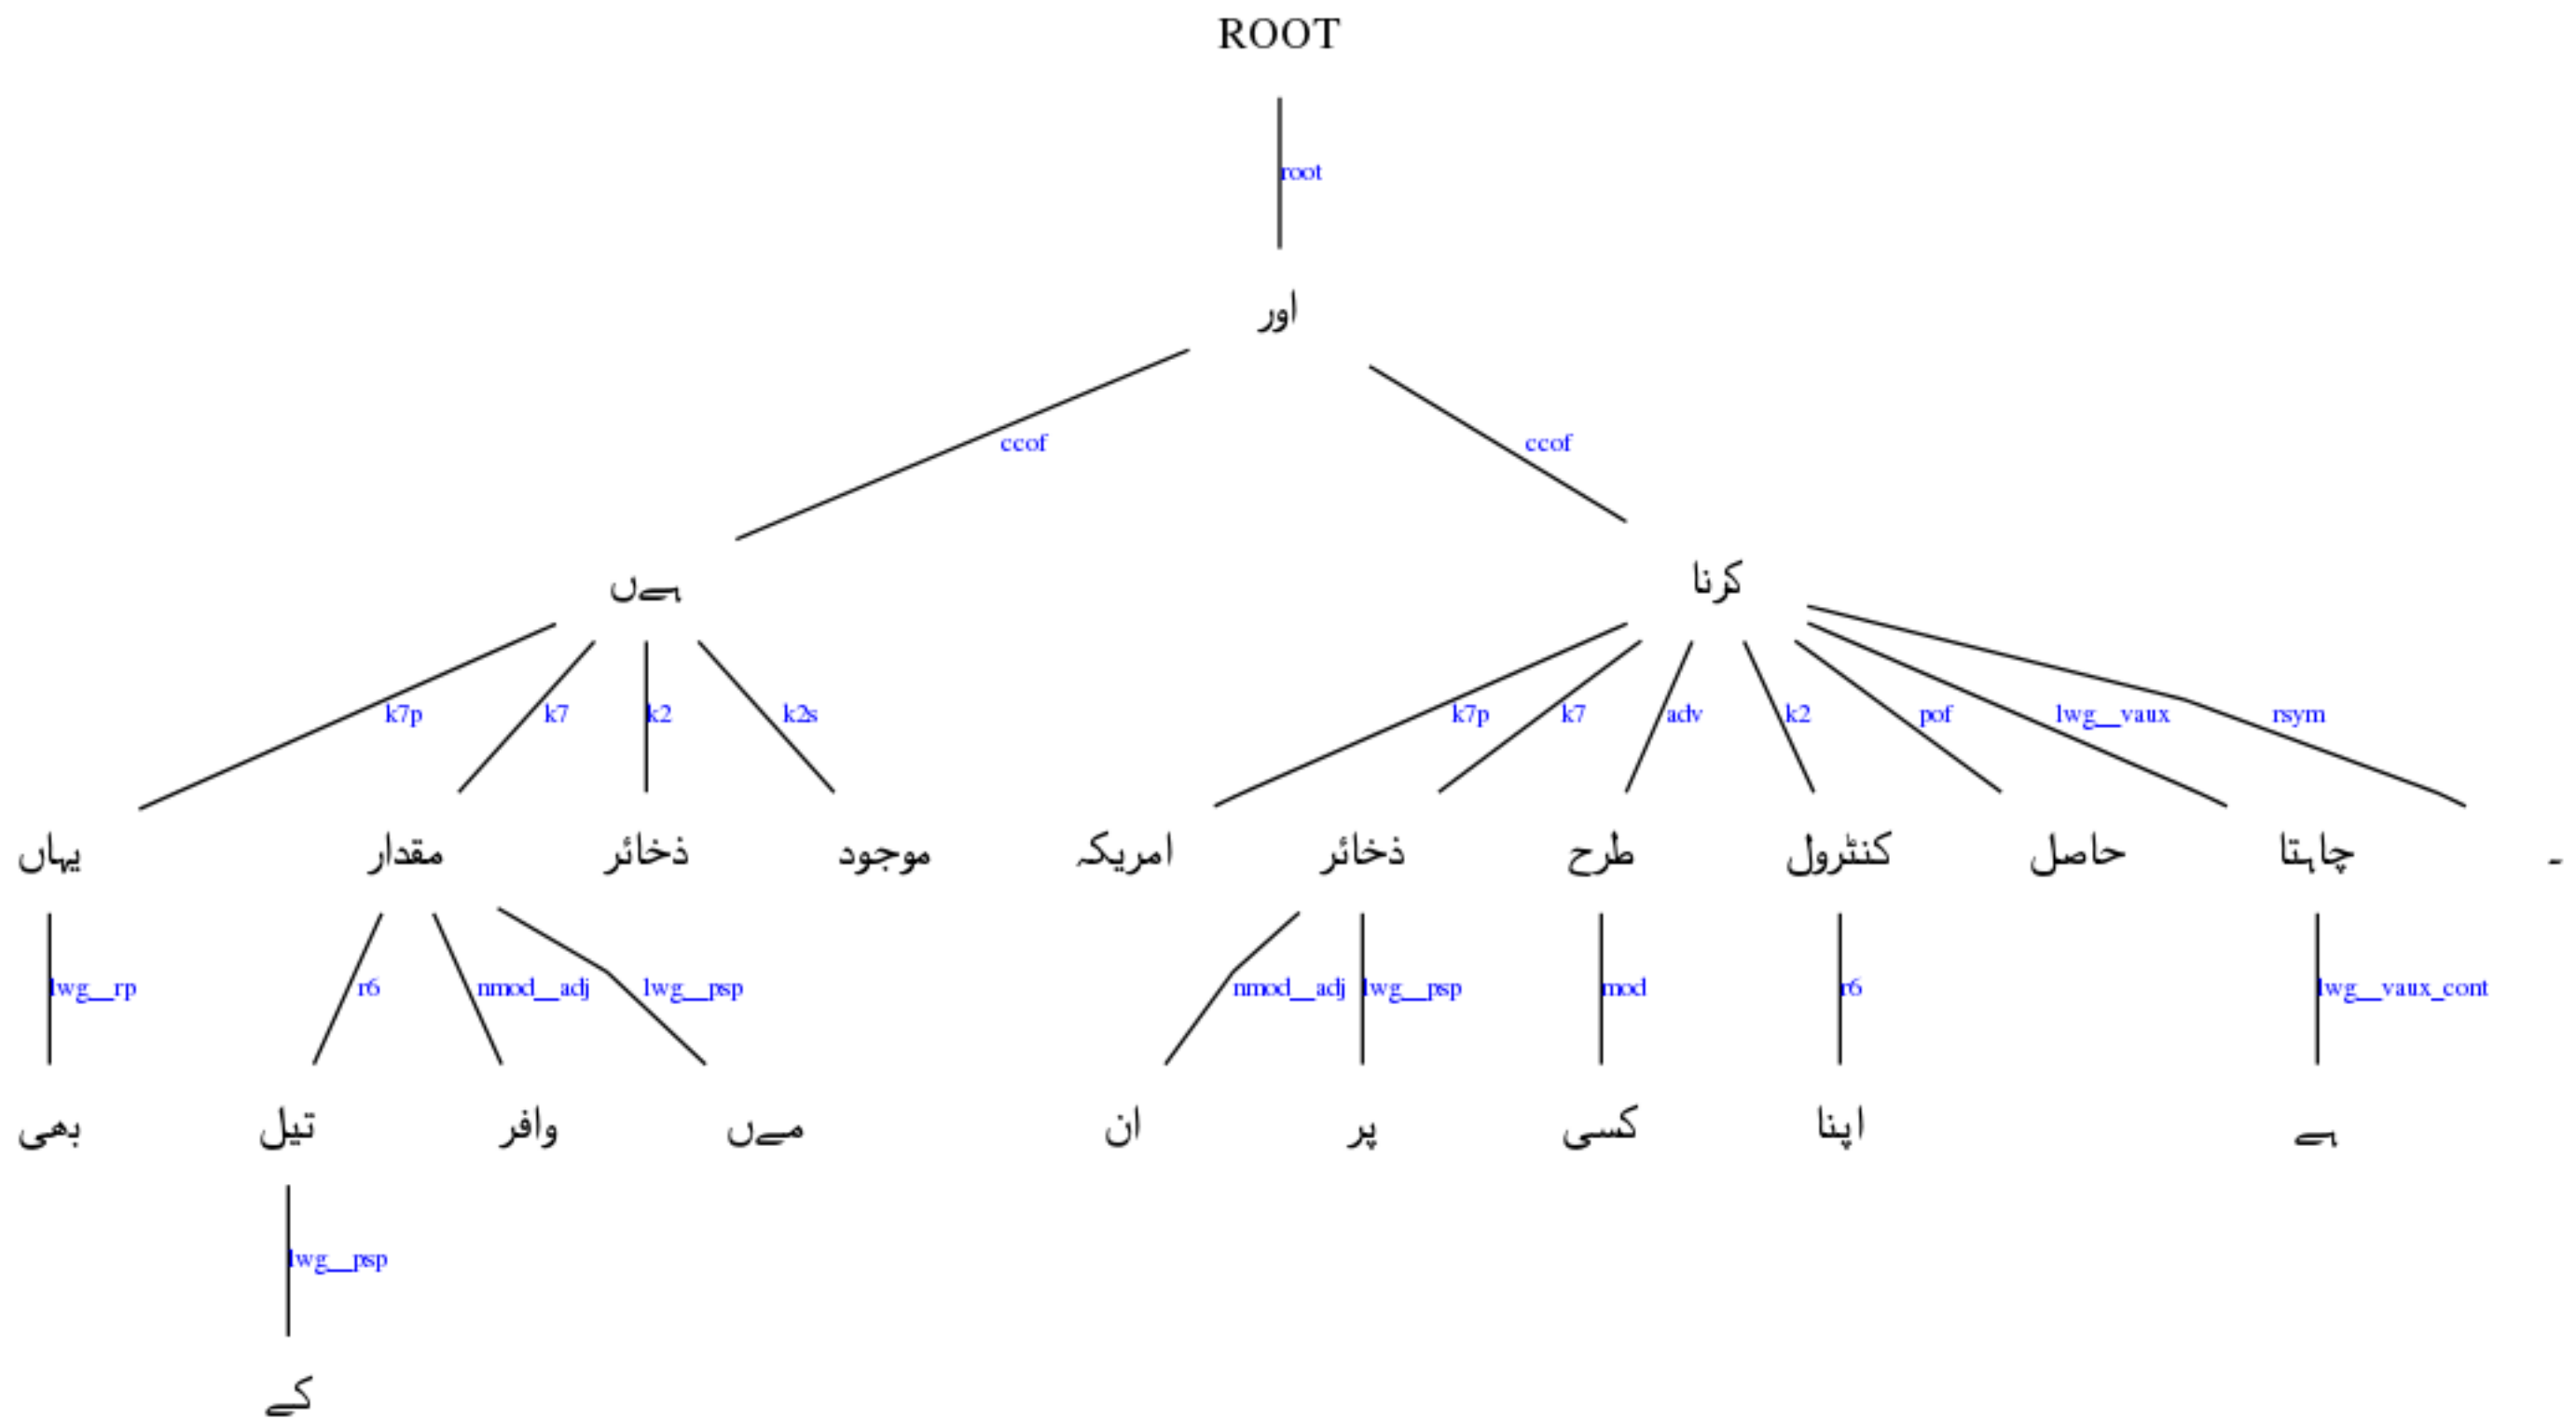 ROOT
root
اور
ccof ccof
ہےں کرنا
k7p k7 k2 k2s k7p k7 adv k2 pof lwg__vaux rsym
یہاں مقدار ذخائر موجود امریکہ ذخائر طرح کنٹرول حاصل چاہتا ۔
lwg__rp r6 nmod__adj lwg__psp nmod__adj lwg__psp mod r6 lwg__vaux_cont
بھی تیل وافر مےں ان پر کسی اپنا ہے
lwg__psp
کے